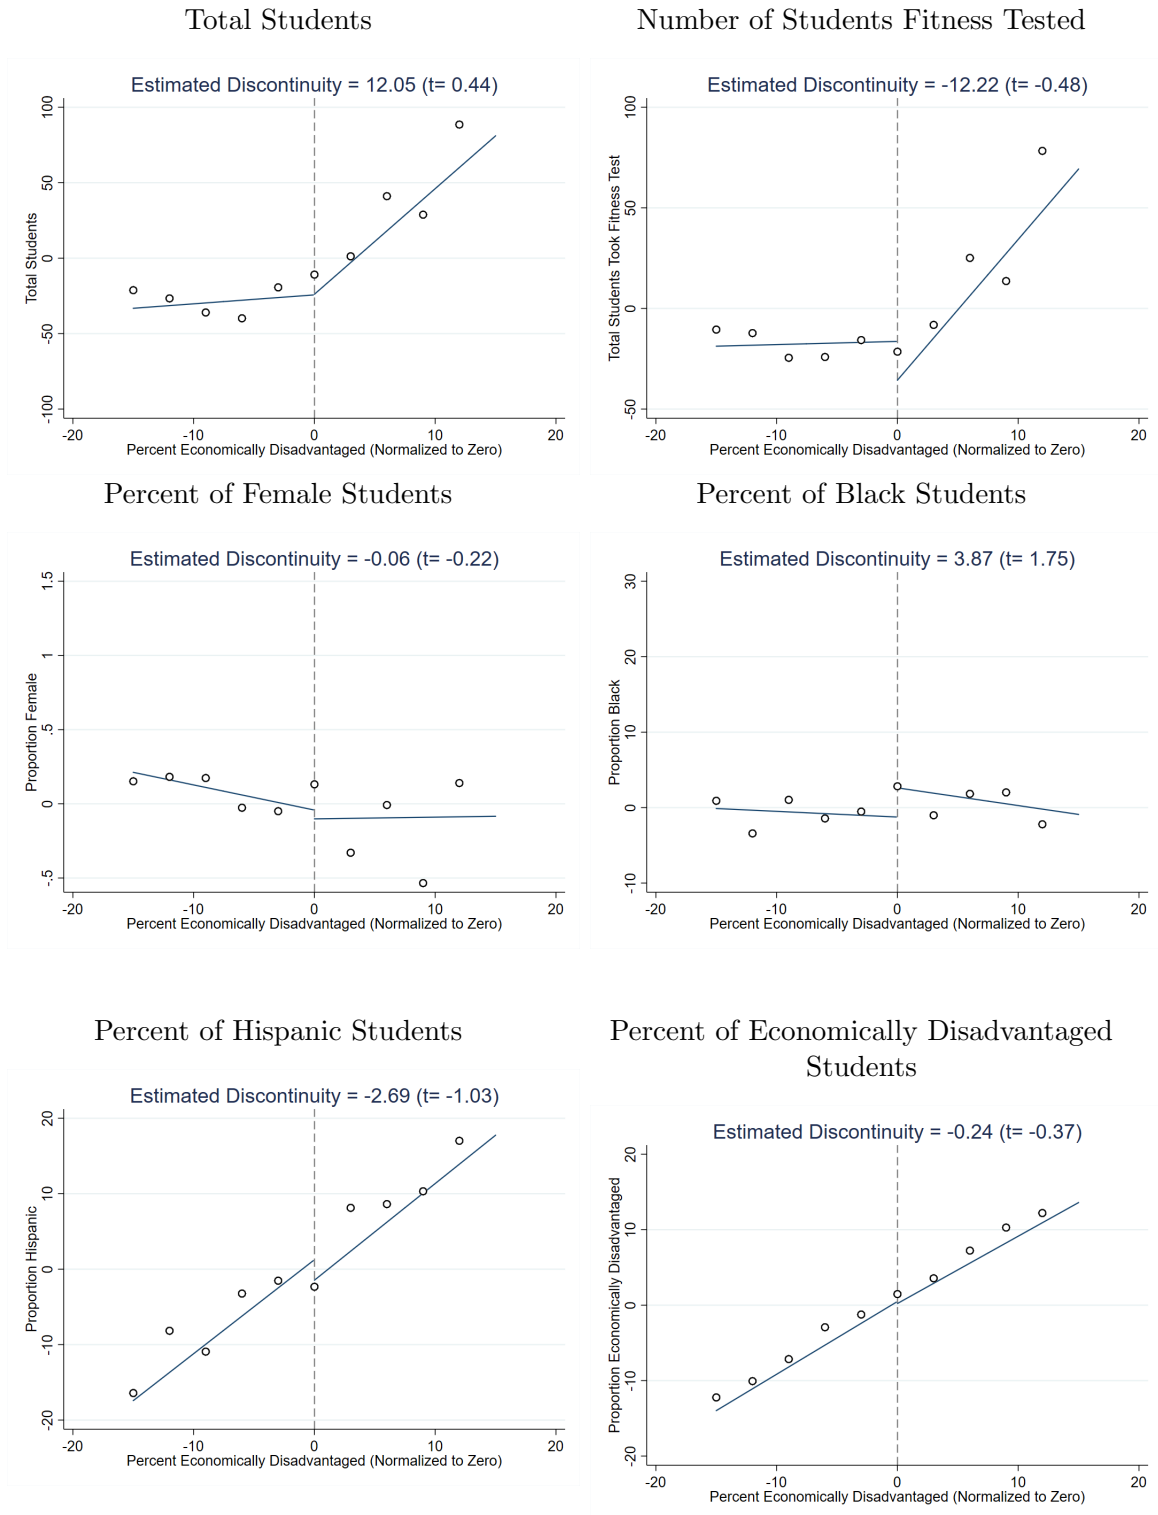 Total Students
Estimated Discontinuity = 12.05 (t= 0.44)
Total Students
100
50
0
-50
-100
-20 -10 0 10 20
Percent Economically Disadvantaged (Normalized to Zero)
Number of Students Fitness Tested
Estimated Discontinuity = -12.22 (t= -0.48)
Total Students Took Fitness Test
100
50
0
-50
-20 -10 0 10 20
Percent Economically Disadvantaged (Normalized to Zero)
Percent of Female Students
Estimated Discontinuity = -0.06 (t= -0.22)
Proportion Female
1.5
1
.5
0
-.5
-20 -10 0 10 20
Percent Economically Disadvantaged (Normalized to Zero)
Percent of Black Students
Estimated Discontinuity = 3.87 (t= 1.75)
Proportion Black
30
20
10
0
-10
-20 -10 0 10 20
Percent Economically Disadvantaged (Normalized to Zero)
Percent of Hispanic Students
Estimated Discontinuity = -2.69 (t= -1.03)
Proportion Hispanic
20
10
0
-10
-20
-20 -10 0 10 20
Percent Economically Disadvantaged (Normalized to Zero)
Percent of Economically Disadvantaged
Students
Estimated Discontinuity = -0.24 (t= -0.37)
Proportion Economically Disadvantaged
20
10
0
-10
-20
-20 -10 0 10 20
Percent Economically Disadvantaged (Normalized to Zero)